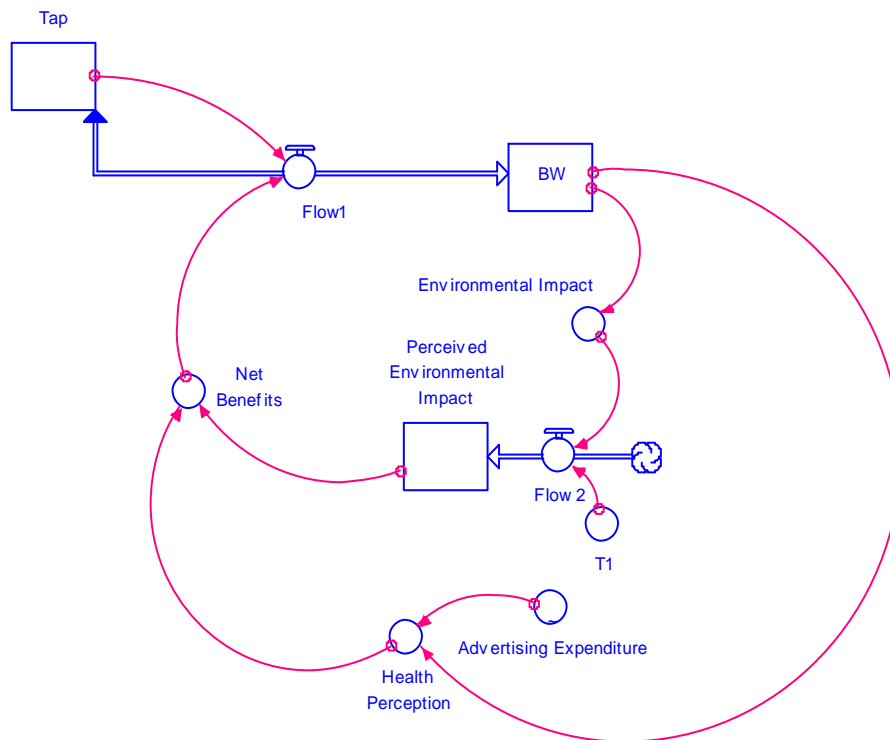 Tap
BW
Flow1
Environmental Impact
Perceived
Environmental
Impact
Net
Benefits
Flow 2
T1
Advertising Expenditure
Health
Perception